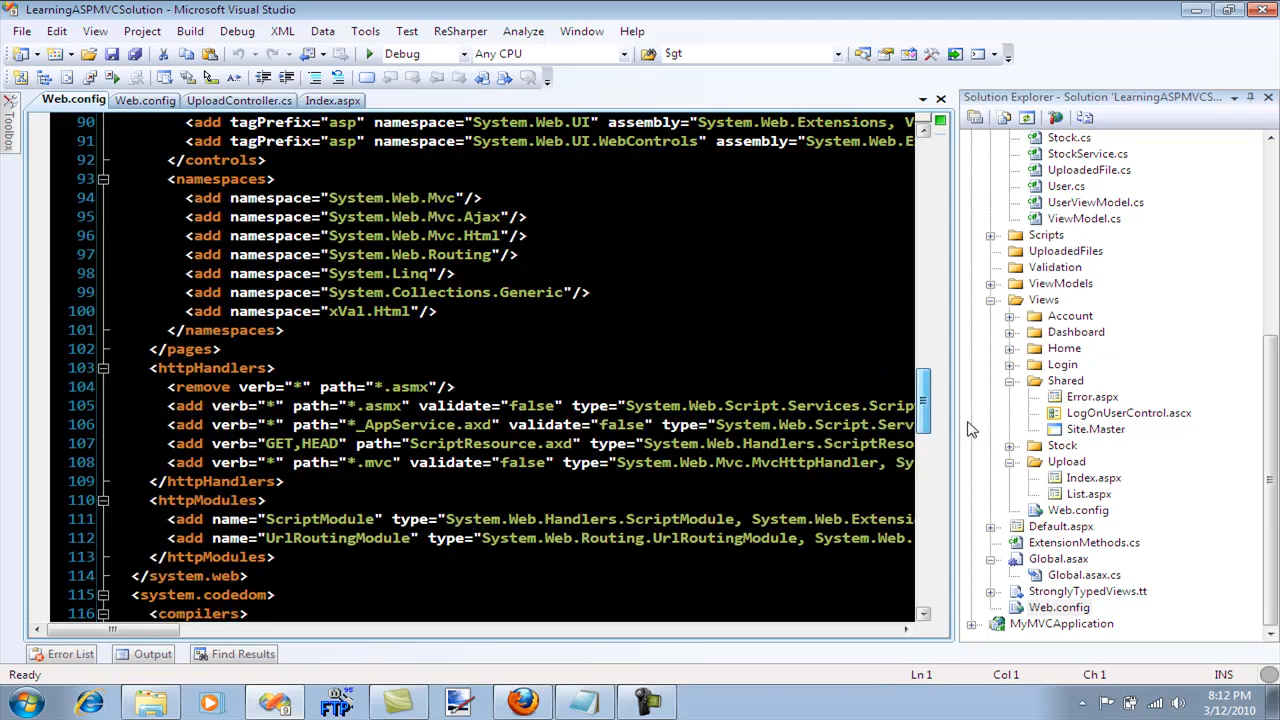 LearningASPMVCSolution - Microsoft Visual Studio
File Edit View Project Build Debug XML Data Tools Test ReSharper Analyze Window Help
Debug Any CPU $gt
Web.config Web.config UploadController.cs Index.aspx
Toolbox
90 <add tagPrefix="asp" namespace="System.Web.UI" assembly="System.Web.Extensions, V
91 <add tagPrefix="asp" namespace="System.Web.UI.WebControls" assembly="System.Web.E
92 </controls>
93 <namespaces>
94 <add namespace="System.Web.Mvc"/>
95 <add namespace="System.Web.Mvc.Ajax"/>
96 <add namespace="System.Web.Mvc.Html"/>
97 <add namespace="System.Web.Routing"/>
98 <add namespace="System.Linq"/>
99 <add namespace="System.Collections.Generic"/>
100 <add namespace="xVal.Html"/>
101 </namespaces>
102 </pages>
103 <httpHandlers>
104 <remove verb="*" path="*.asmx"/>
105 <add verb="*" path="*.asmx" validate="false" type="System.Web.Script.Services.Scrip
106 <add verb="*" path="*_AppService.axd" validate="false" type="System.Web.Script.Serv
107 <add verb="GET,HEAD" path="ScriptResource.axd" type="System.Web.Handlers.ScriptReso
108 <add verb="*" path="*.mvc" validate="false" type="System.Web.Mvc.MvcHttpHandler, Sy
109 </httpHandlers>
110 <httpModules>
111 <add name="ScriptModule" type="System.Web.Handlers.ScriptModule, System.Web.Extensi
112 <add name="UrlRoutingModule" type="System.Web.Routing.UrlRoutingModule, System.Web.
113 </httpModules>
114 </system.web>
115 <system.codedom>
116 <compilers>
Solution Explorer - Solution 'LearningASPMVCS...
Stock.cs
StockService.cs
UploadedFile.cs
User.cs
UserViewModel.cs
ViewModel.cs
Scripts
UploadedFiles
Validation
ViewModels
Views
Account
Dashboard
Home
Login
Shared
Error.aspx
LogOnUserControl.ascx
Site.Master
Stock
Upload
Index.aspx
List.aspx
Web.config
Default.aspx
ExtensionMethods.cs
Global.asax
Global.asax.cs
StronglyTypedViews.tt
Web.config
MyMVCApplication
Error List Output Find Results
Ready Ln 1 Col 1 Ch 1 INS
FTP
8:12 PM
3/12/2010